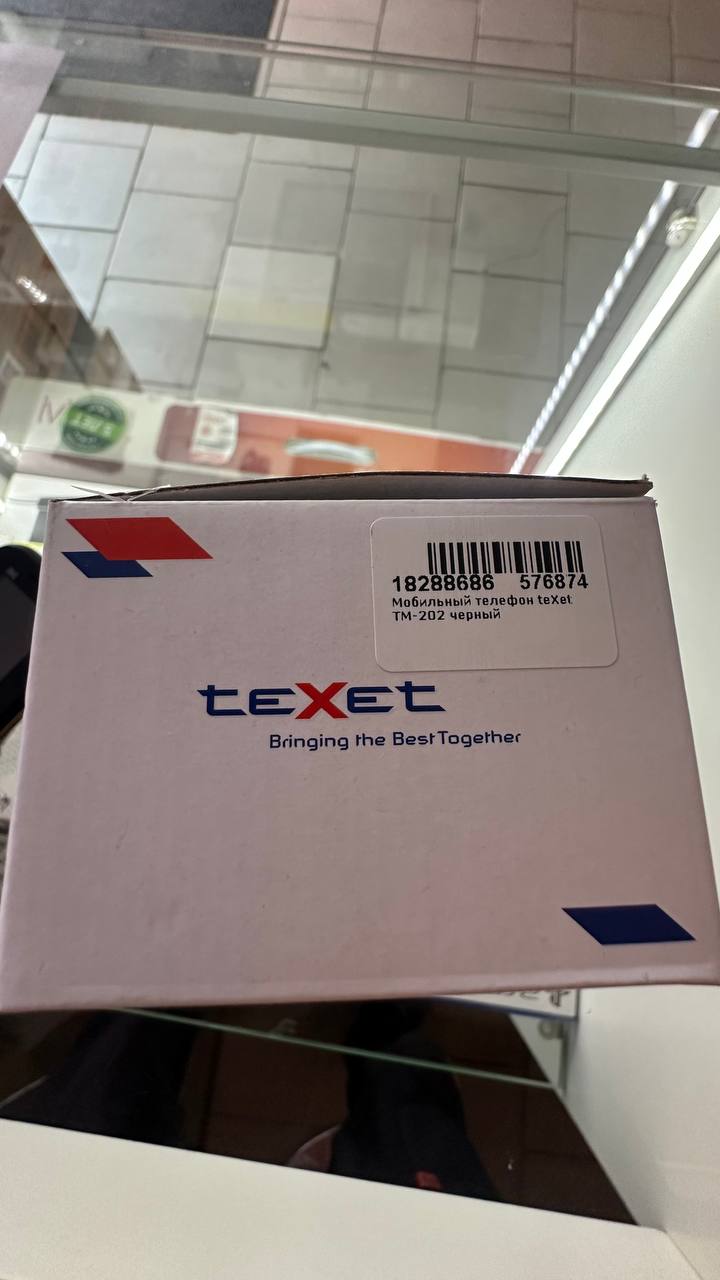 18288686 576874
Мобильный телефон teXet
TM-202 черный
teXet
Bringing the Best Together